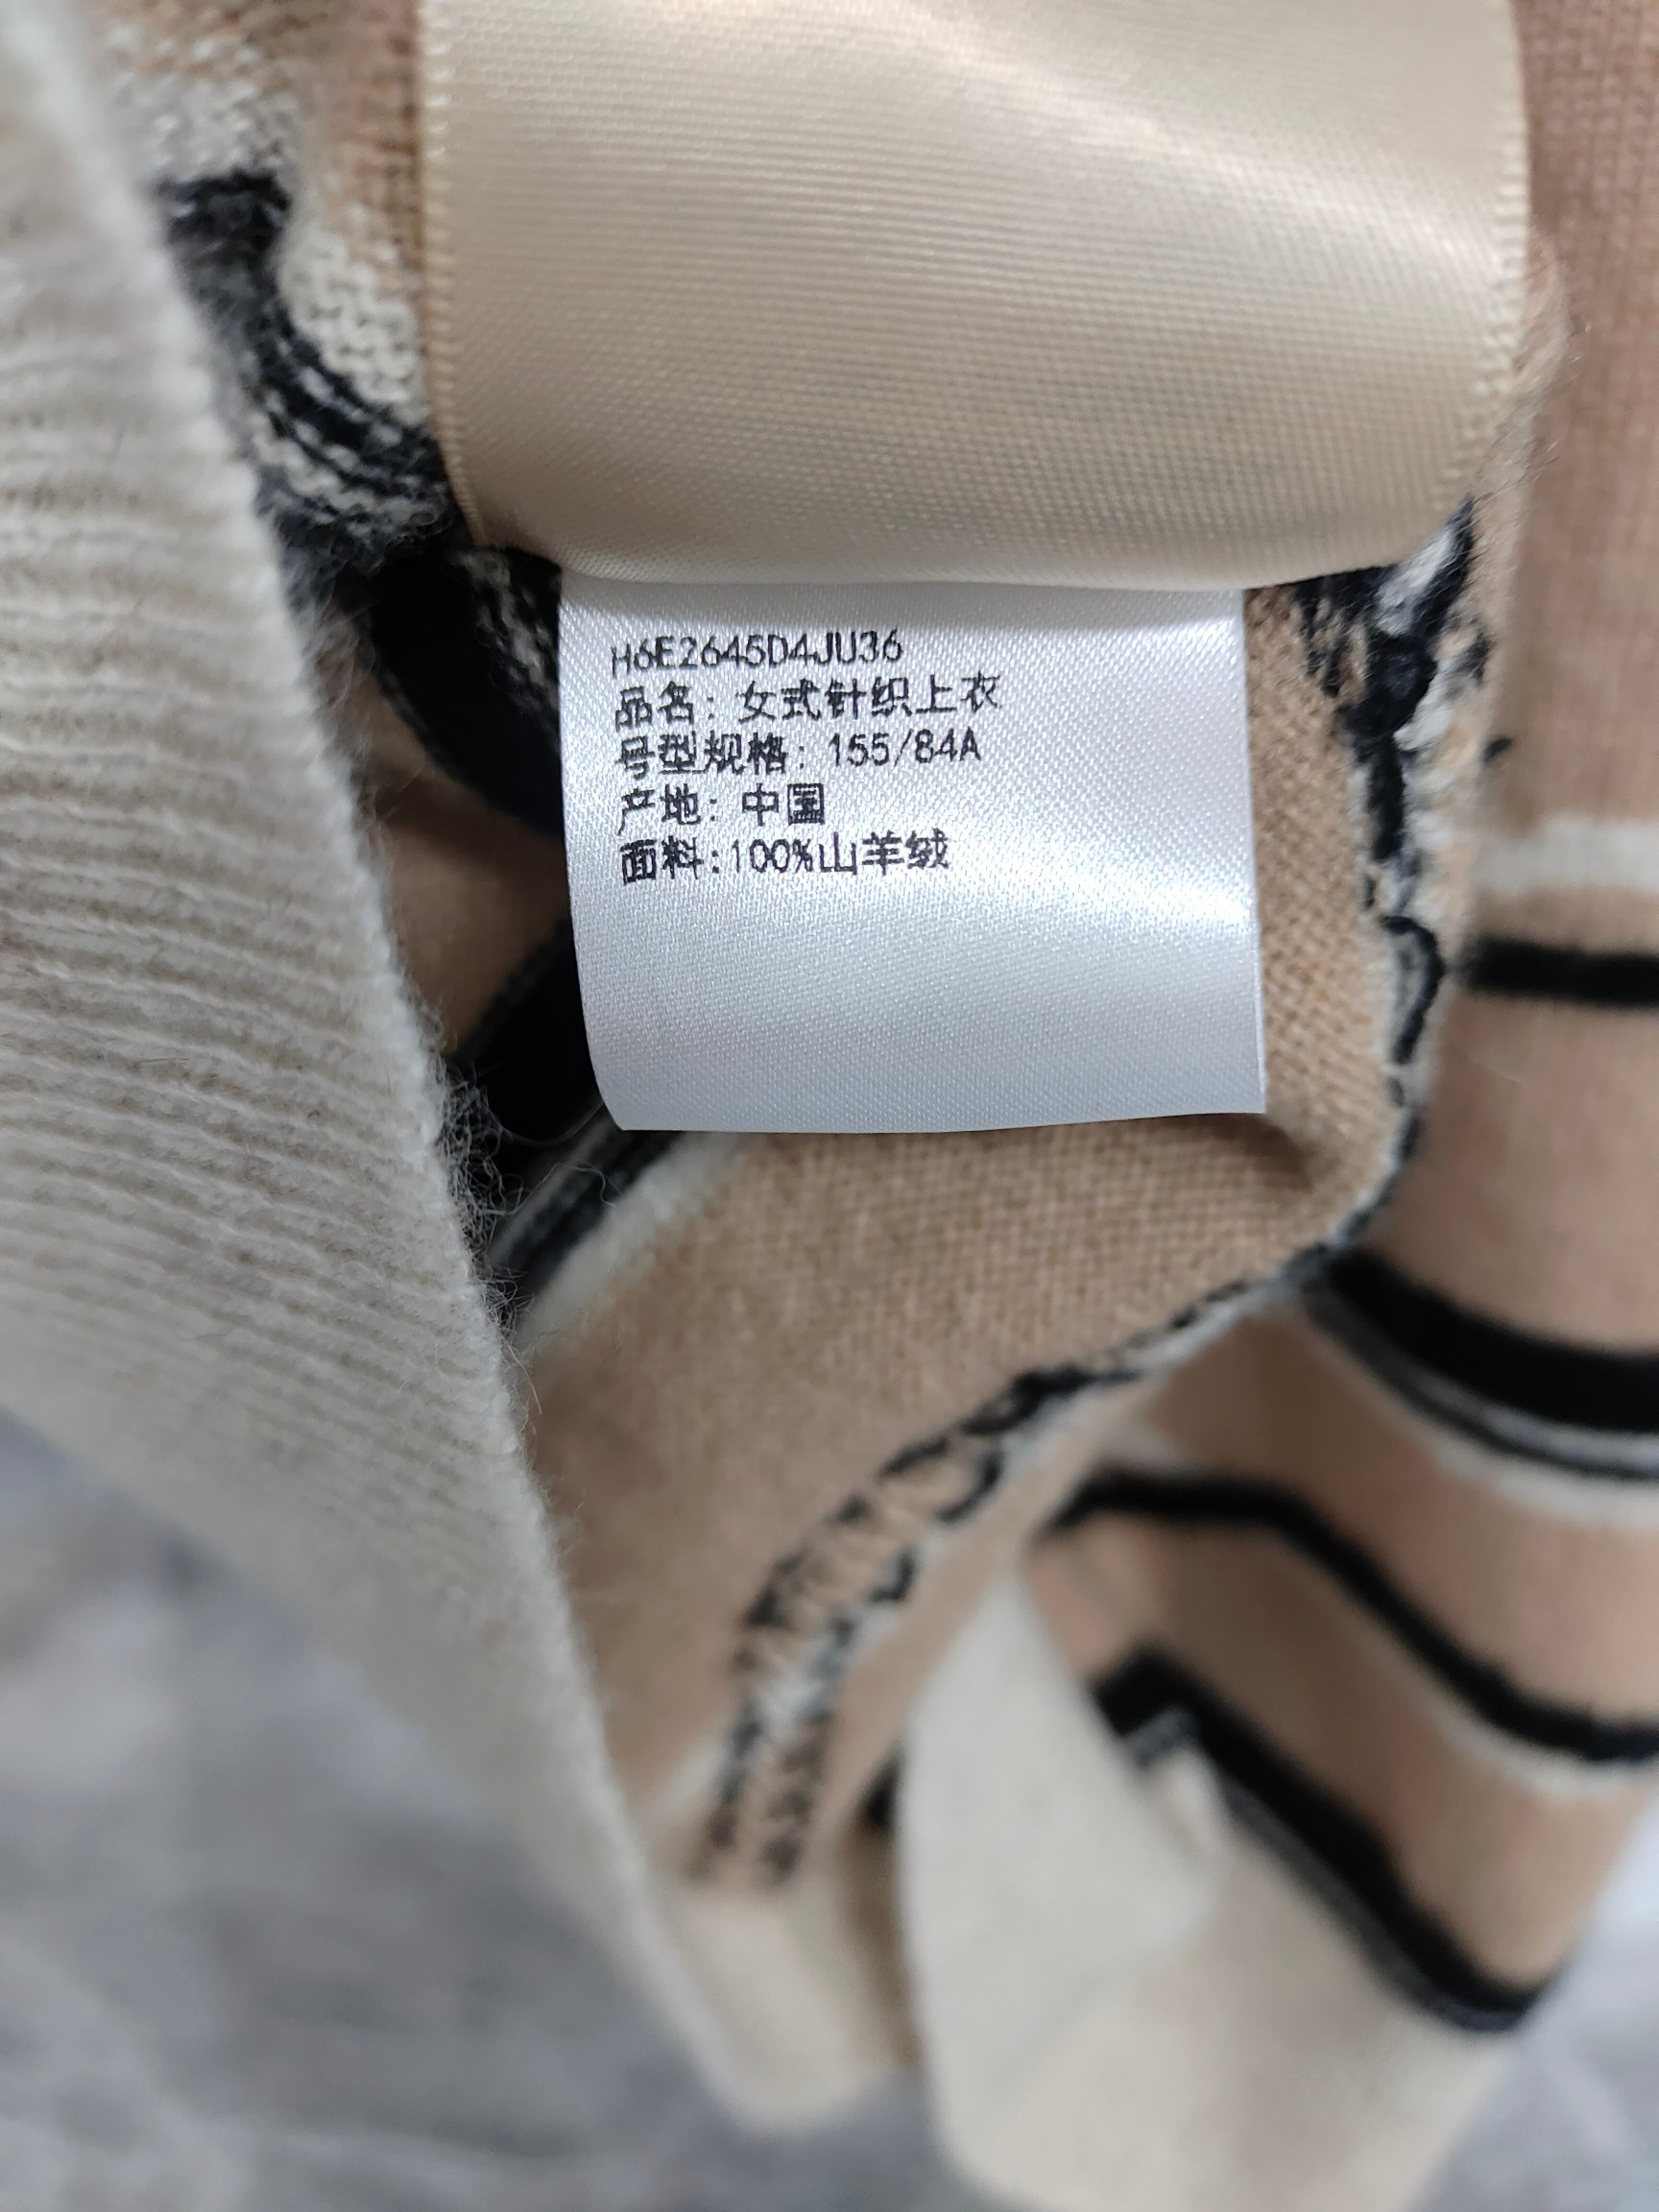 H6E2645D4JU36
品名: 女式针织上衣
号型规格: 155/84A
产地: 中国
面料:100%山羊绒